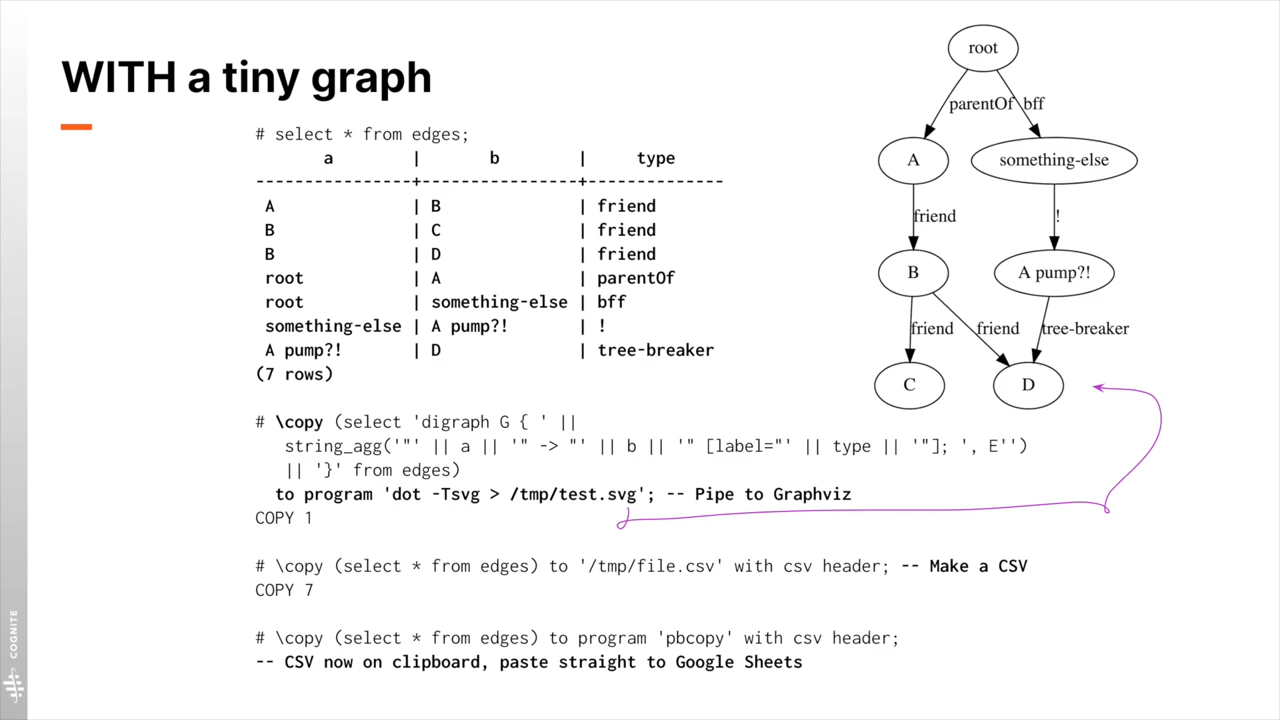 WITH a tiny graph
# select * from edges;
a | b | type
----------------+----------------+--------------
A | B | friend
B | C | friend
B | D | friend
root | A | parentOf
root | something-else | bff
something-else | A pump?! | !
A pump?! | D | tree-breaker
(7 rows)
# \copy (select 'digraph G { ' ||
string_agg('"' || a || '" -> "' || b || '" [label="' || type || '"]; ', E'')
|| '}' from edges)
to program 'dot -Tsvg > /tmp/test.svg'; -- Pipe to Graphviz
COPY 1
# \copy (select * from edges) to '/tmp/file.csv' with csv header; -- Make a CSV
COPY 7
# \copy (select * from edges) to program 'pbcopy' with csv header;
-- CSV now on clipboard, paste straight to Google Sheets
root
parentOf bff
A something-else
friend !
B A pump?!
friend friend tree-breaker
C D
COGNITE